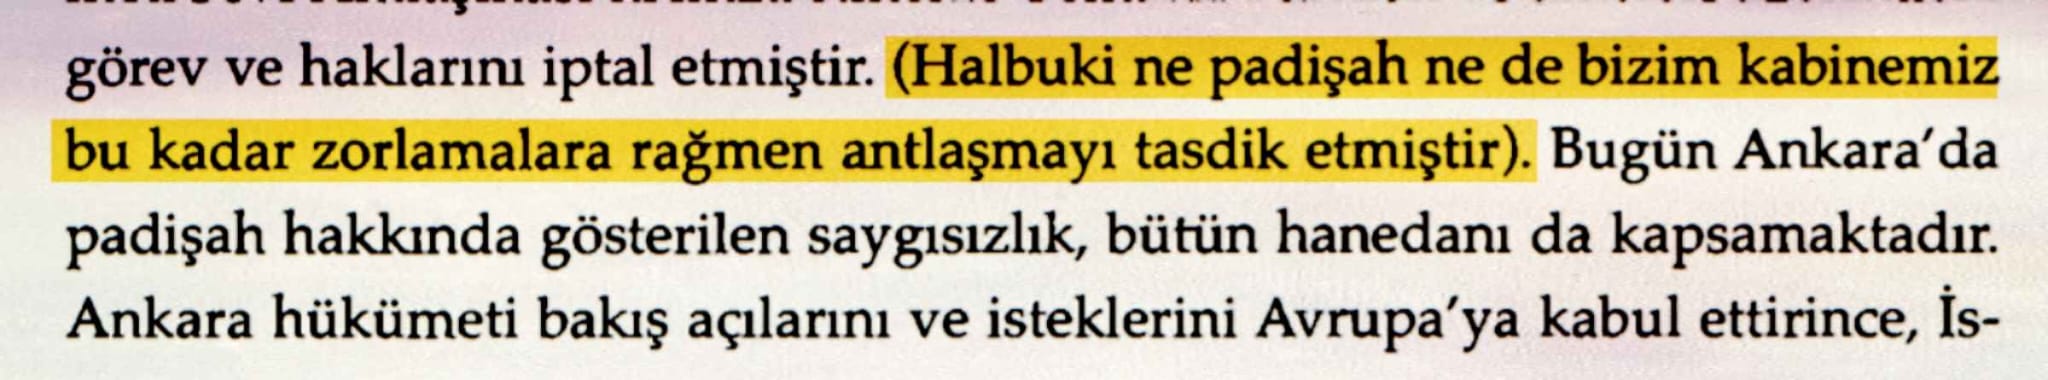 görev ve haklarını iptal etmiştir. (Halbuki ne padişah ne de bizim kabinemiz
bu kadar zorlamalara rağmen antlaşmayı tasdik etmiştir). Bugün Ankara'da
padişah hakkında gösterilen saygısızlık, bütün hanedanı da kapsamaktadır.
Ankara hükümeti bakış açılarını ve isteklerini Avrupa'ya kabul ettirince, İs-